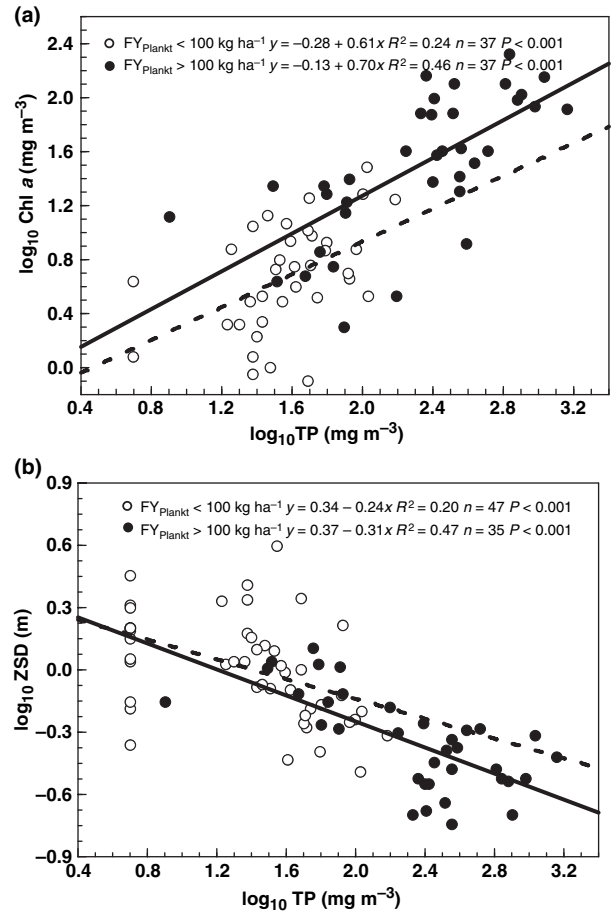 (a)
FY_Plankt < 100 kg ha⁻¹ y = −0.28 + 0.61x R² = 0.24 n = 37 P < 0.001
FY_Plankt > 100 kg ha⁻¹ y = −0.13 + 0.70x R² = 0.46 n = 37 P < 0.001
2.4
2.0
1.6
1.2
0.8
0.4
0.0
log₁₀ Chl a (mg m⁻³)
0.4 0.8 1.2 1.6 2.0 2.4 2.8 3.2
log₁₀TP (mg m⁻³)
(b)
FY_Plankt < 100 kg ha⁻¹ y = 0.34 − 0.24x R² = 0.20 n = 47 P < 0.001
FY_Plankt > 100 kg ha⁻¹ y = 0.37 − 0.31x R² = 0.47 n = 35 P < 0.001
0.9
0.6
0.3
0.0
−0.3
−0.6
−0.9
log₁₀ ZSD (m)
0.4 0.8 1.2 1.6 2.0 2.4 2.8 3.2
log₁₀ TP (mg m⁻³)